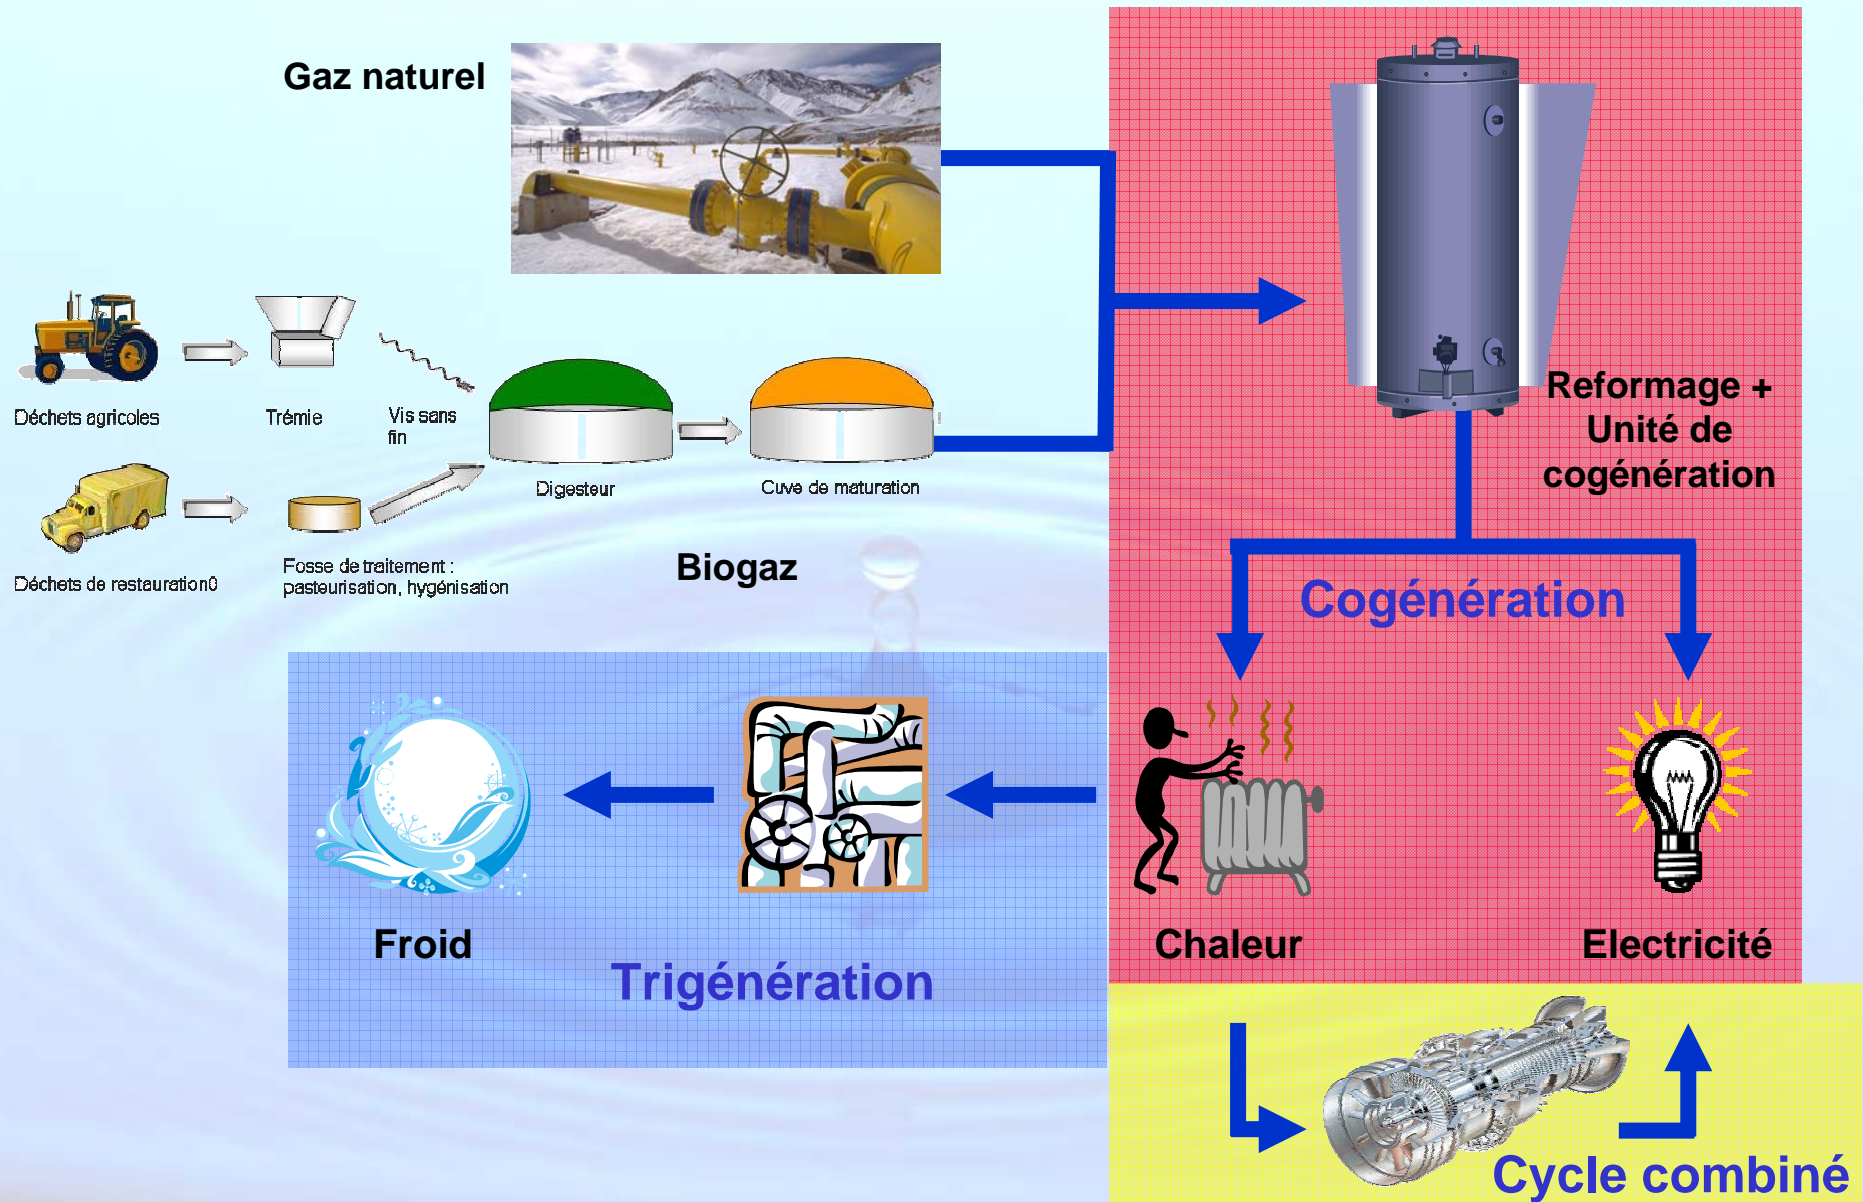 Gaz naturel
Déchets agricoles
Trémie
Vis sans
fin
Digesteur
Cuve de maturation
Déchets de restauration0
Fosse de traitement :
pasteurisation, hygénisation
Biogaz
Reformage +
Unité de
cogénération
Cogénération
Chaleur
Electricité
Froid
Trigénération
Cycle combiné